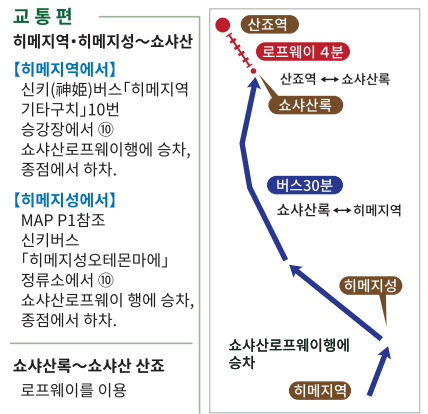 교통편
히메지역·히메지성～쇼샤산
【히메지역에서】
신키(神姫)버스｢히메지역
기타구치｣10번
승강장에서 ⑩
쇼샤산로프웨이행에 승차,
종점에서 하차.
【히메지성에서】
MAP P1참조
신키버스
｢히메지성오테몬마에｣
정류소에서 ⑩
쇼샤산로프웨이 행에 승차,
종점에서 하차.
쇼샤산록～쇼샤산 산죠
로프웨이를 이용
산죠역
로프웨이 4분
산죠역↔쇼샤산록
쇼샤산록
버스30분
쇼샤산록↔히메지역
히메지성
쇼샤산로프웨이행에
승차
히메지역